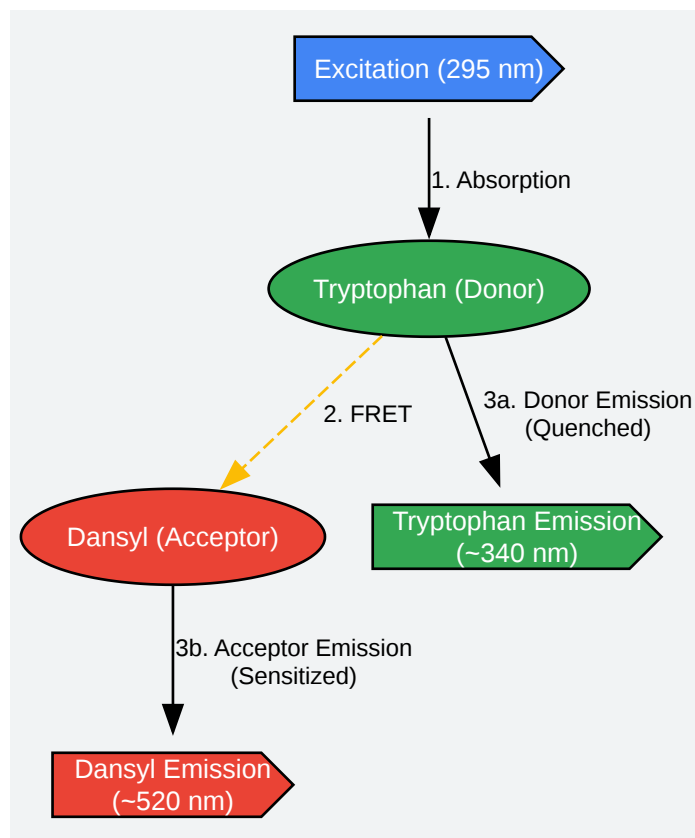 Excitation (295 nm)
1. Absorption
Tryptophan (Donor)
2. FRET
3a. Donor Emission
(Quenched)
Dansyl (Acceptor)
Tryptophan Emission
(~340 nm)
3b. Acceptor Emission
(Sensitized)
Dansyl Emission
(~520 nm)